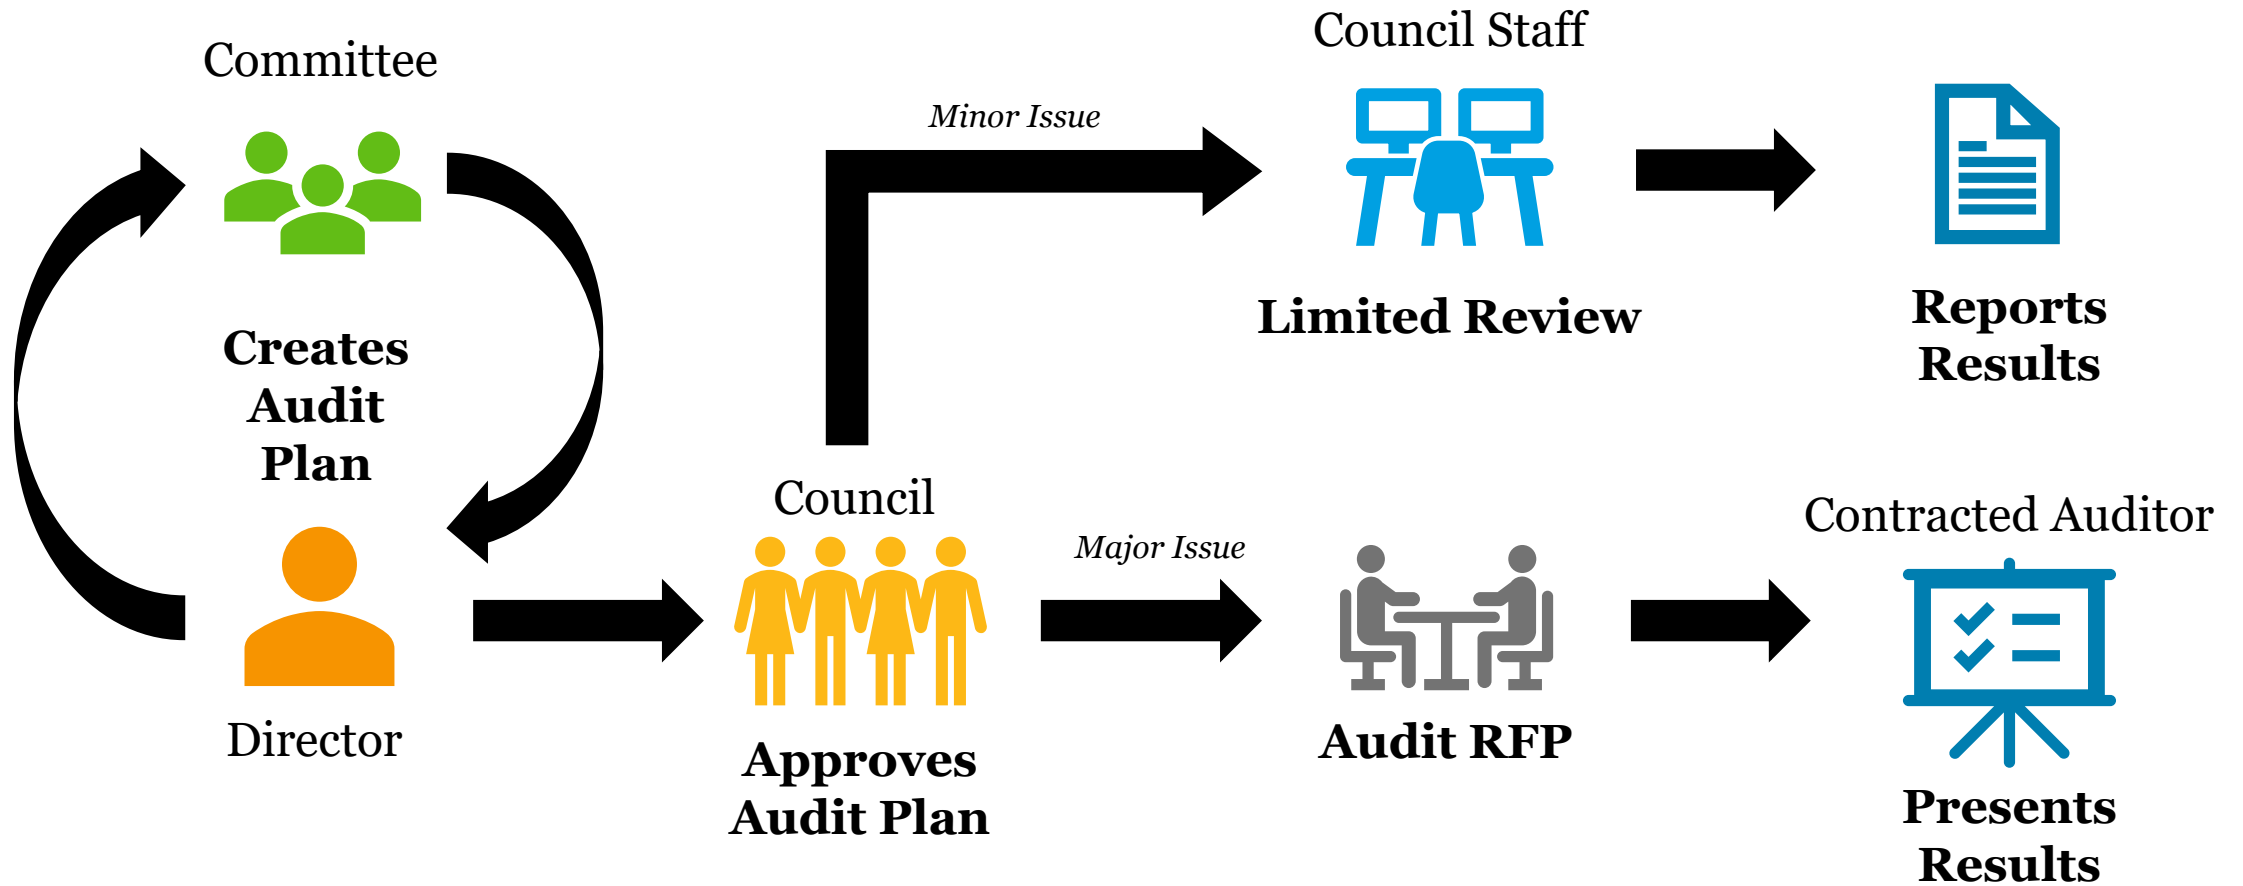 Committee
Creates
Audit
Plan
Director
Council
Approves
Audit Plan
Minor Issue
Council Staff
Limited Review
Reports
Results
Major Issue
Audit RFP
Contracted Auditor
Presents
Results